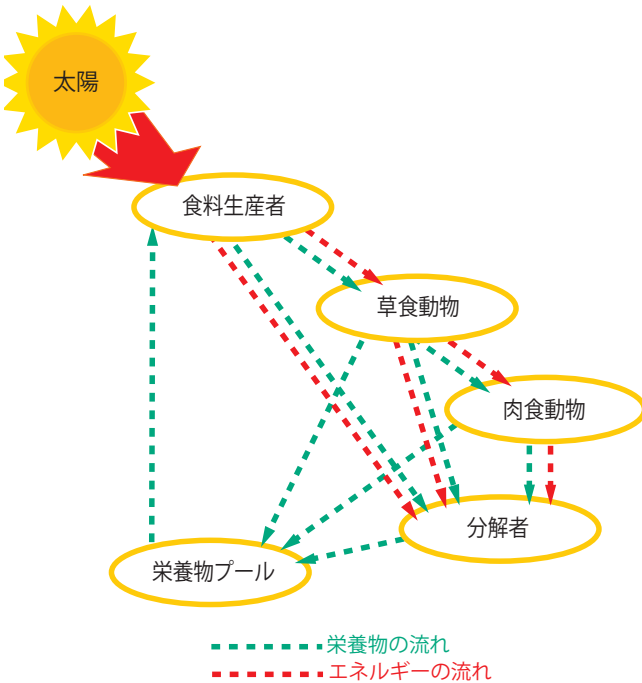 太陽
食料生産者
草食動物
肉食動物
分解者
栄養物プール
栄養物の流れ
エネルギーの流れ